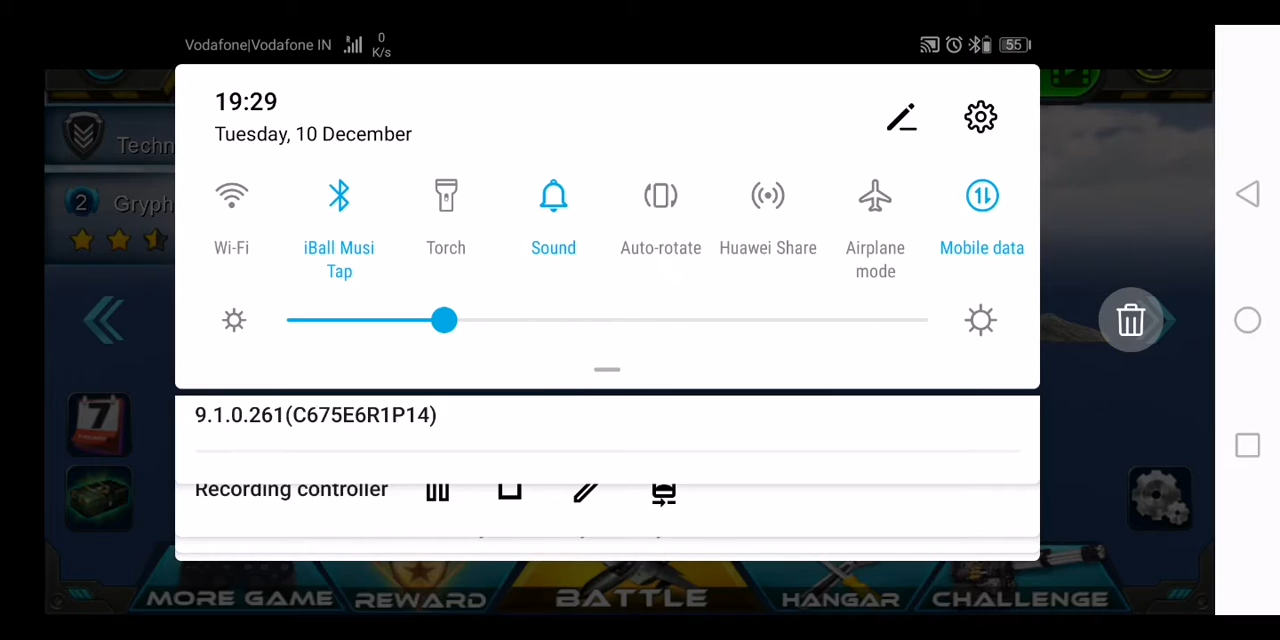 Vodafone|Vodafone IN 0 K/s 55
19:29
Tuesday, 10 December
Techn
2 Gryph
Wi-Fi
iBall Musi Tap
Torch
Sound
Auto-rotate
Huawei Share
Airplane mode
Mobile data
9.1.0.261(C675E6R1P14)
7
Recording controller
MORE GAME
REWARD
BATTLE
HANGAR
CHALLENGE